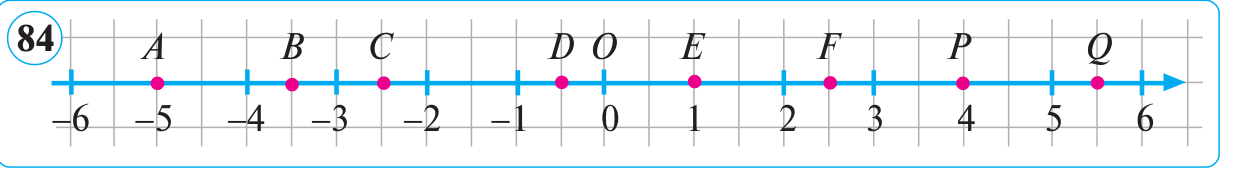 84
A B C D O E F P Q
–6 –5 –4 –3 –2 –1 0 1 2 3 4 5 6